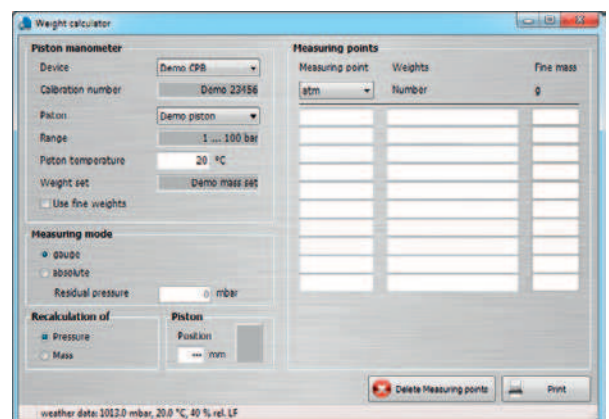 Weight calculator
Piston manometer
Device Demo CPB
Calibration number Demo 23456
Piston Demo piston
Range 1 ... 100 bar
Piston temperature 20 °C
Weight set Demo mass set
Use fine weights
Measuring mode
gauge
absolute
Residual pressure 0 mbar
Recalculation of
Pressure
Mass
Piston
Position
--- mm
Measuring points
Measuring point Weights Fine mass
atm Number g
Delete Measuring points Print
weather data: 1013.0 mbar, 20.0 °C, 40 % rel. LF